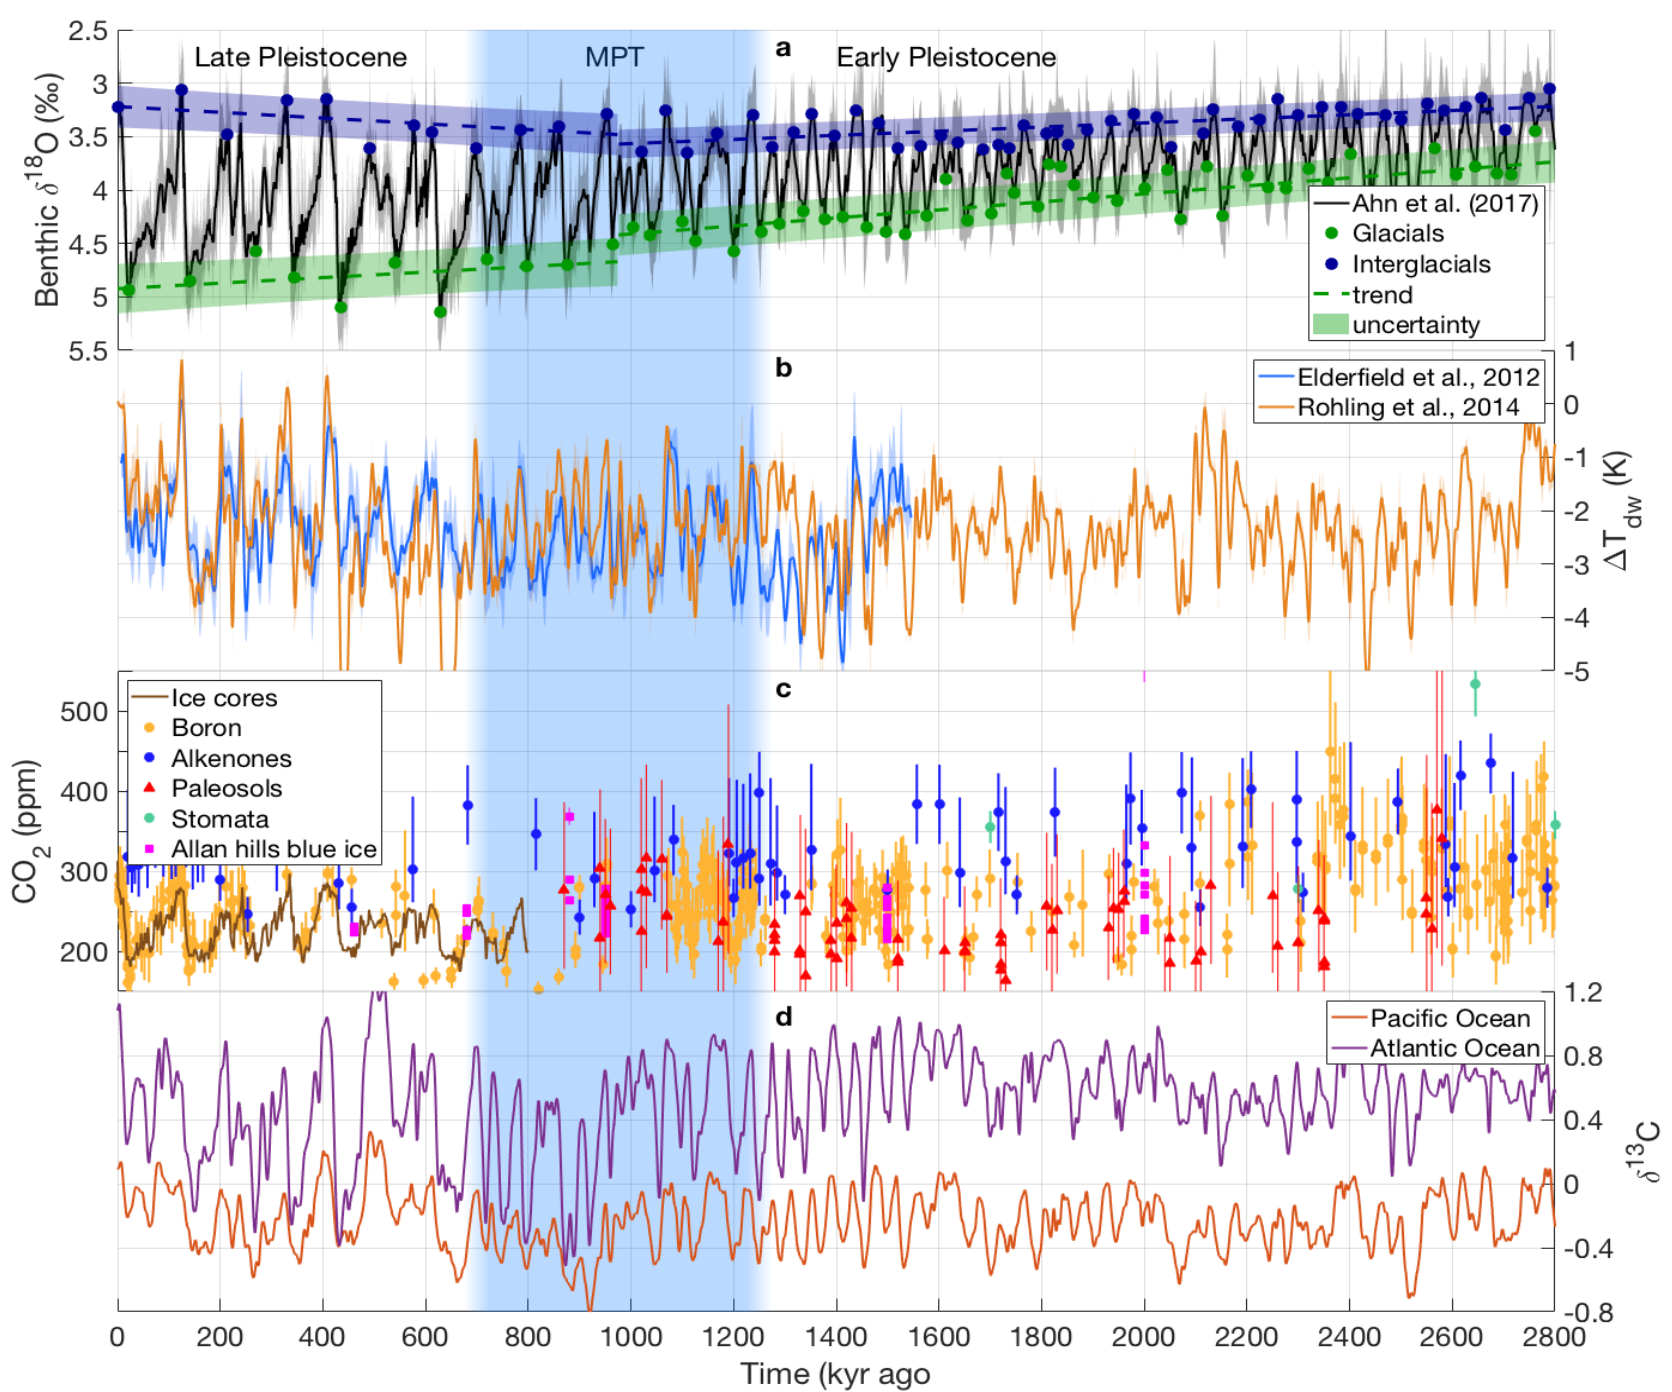 a
Late Pleistocene
MPT
Early Pleistocene
2.5
3
3.5
4
4.5
5
5.5
Benthic δ18O (‰)
Ahn et al. (2017)
Glacials
Interglacials
trend
uncertainty
b
Elderfield et al., 2012
Rohling et al., 2014
1
0
-1
-2
-3
-4
-5
ΔTdw (K)
c
Ice cores
Boron
Alkenones
Paleosols
Stomata
Allan hills blue ice
500
400
300
200
CO2 (ppm)
d
Pacific Ocean
Atlantic Ocean
1.2
0.8
0.4
0
-0.4
-0.8
δ13C
0 200 400 600 800 1000 1200 1400 1600 1800 2000 2200 2400 2600 2800
Time (kyr ago